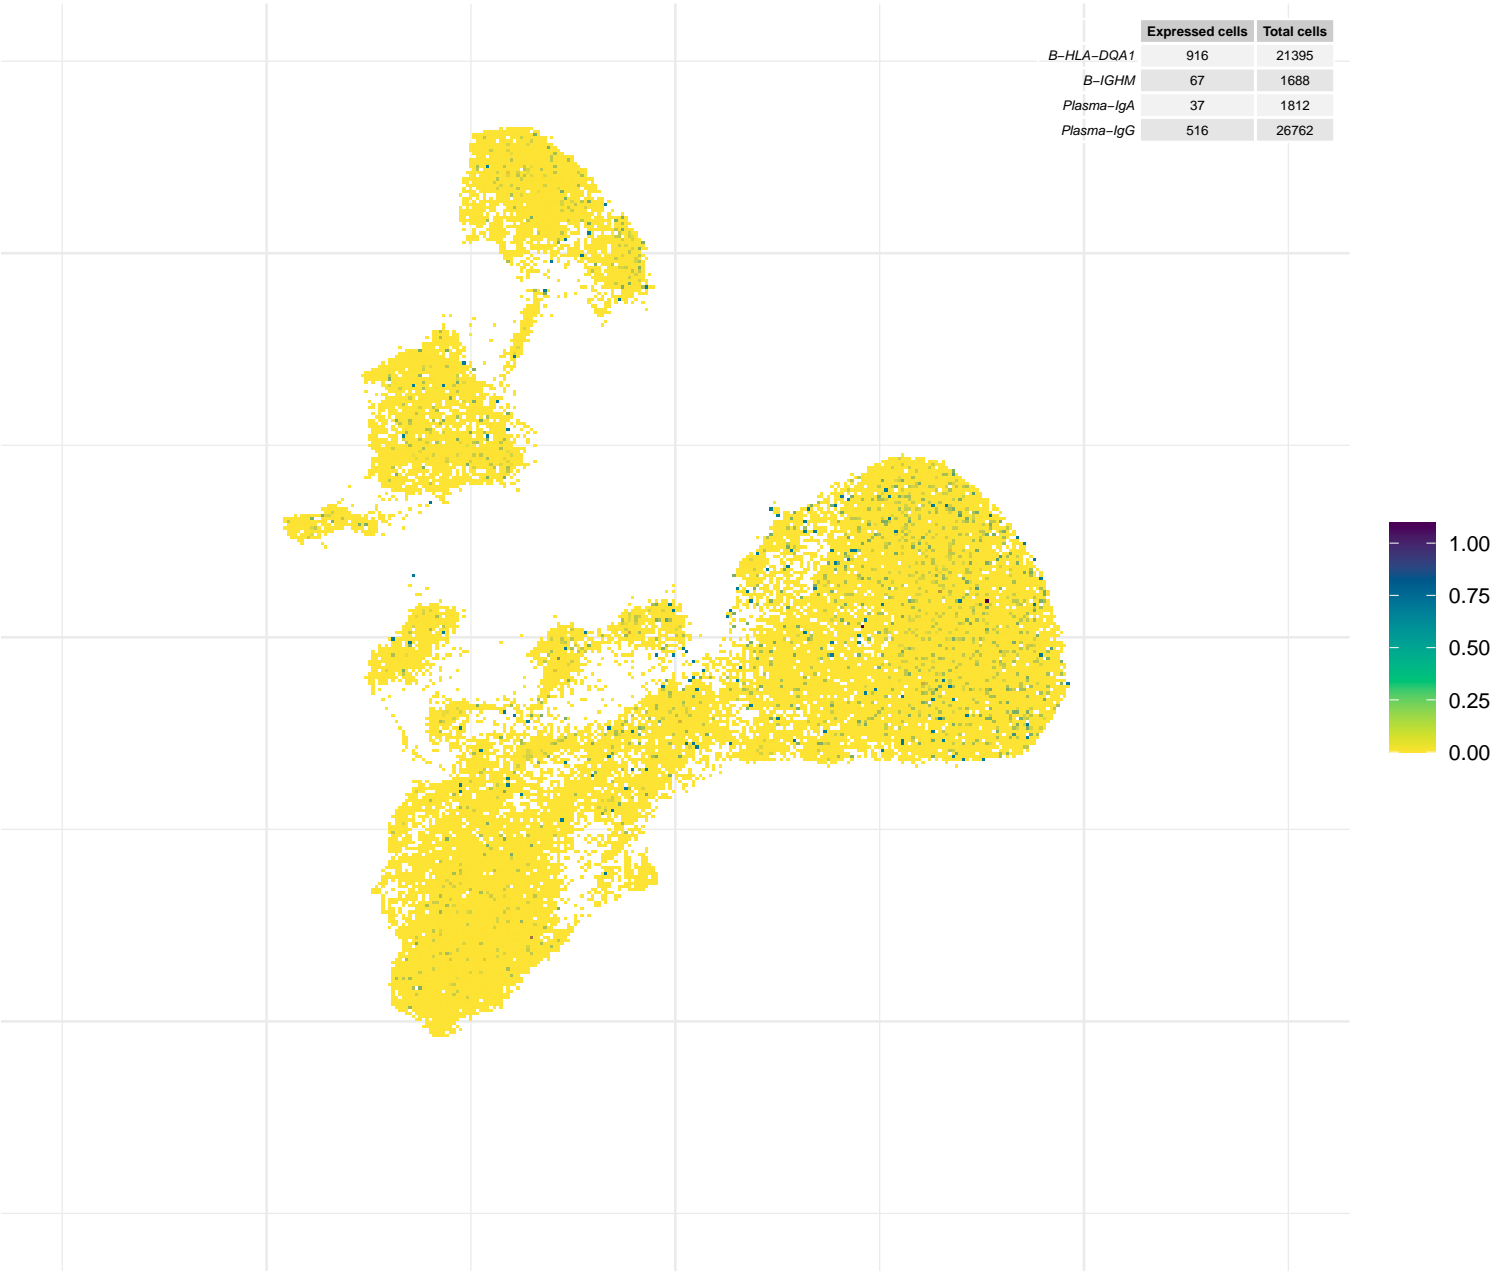 Expressed cells Total cells
B−HLA−DQA1 916 21395
B−IGHM 67 1688
Plasma−IgA 37 1812
Plasma−IgG 516 26762
1.00
0.75
0.50
0.25
0.00